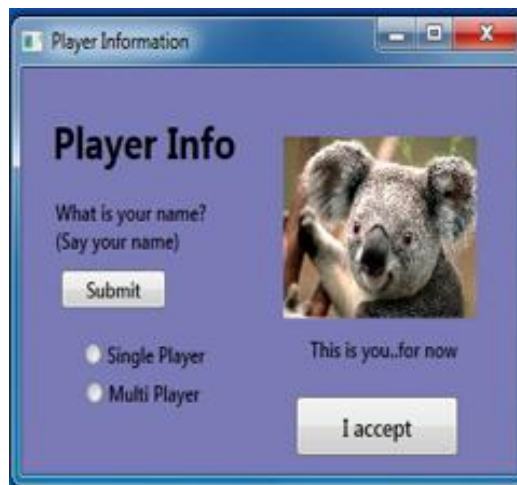 Player Information
Player Info
What is your name?
(Say your name)
Submit
Single Player
Multi Player
This is you..for now
I accept